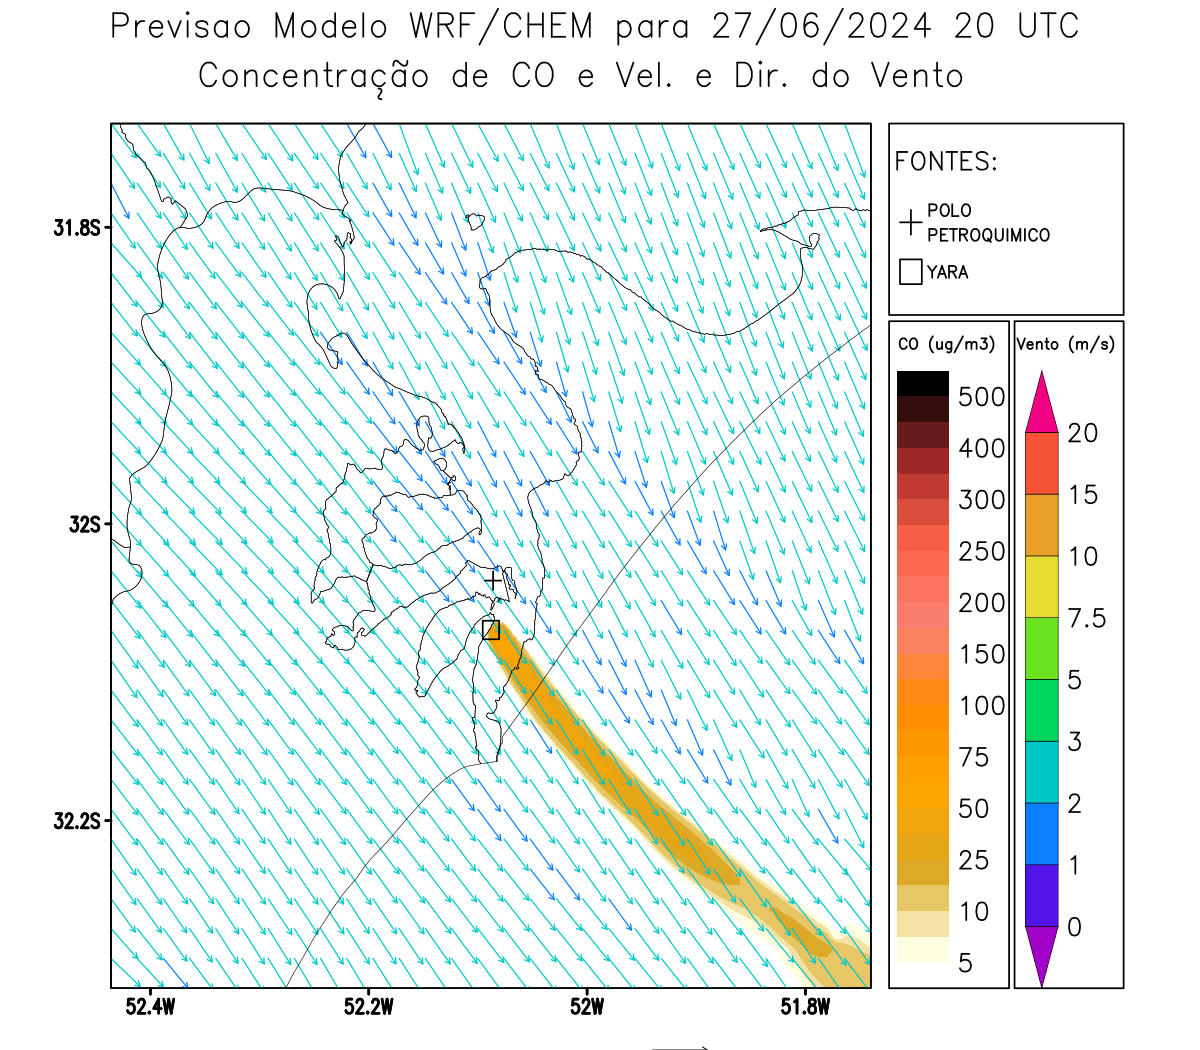 Previsao Modelo WRF/CHEM para 27/06/2024 20 UTC
Concentração de CO e Vel. e Dir. do Vento
FONTES:
POLO
PETROQUIMICO
YARA
CO (ug/m3)
500
400
300
250
200
150
100
75
50
25
10
5
Vento (m/s)
20
15
10
7.5
5
3
2
1
0
31.8S
32S
32.2S
52.4W
52.2W
52W
51.8W